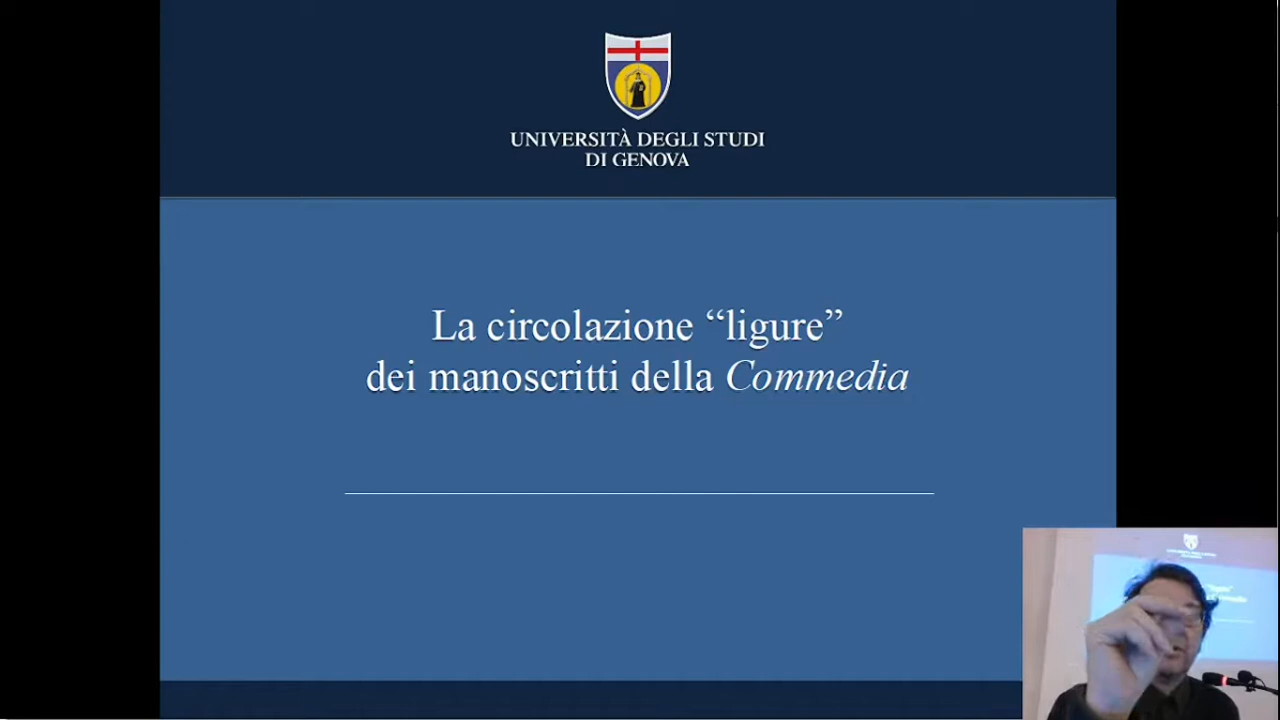 UNIVERSITÀ DEGLI STUDI
DI GENOVA
La circolazione “ligure”
dei manoscritti della Commedia